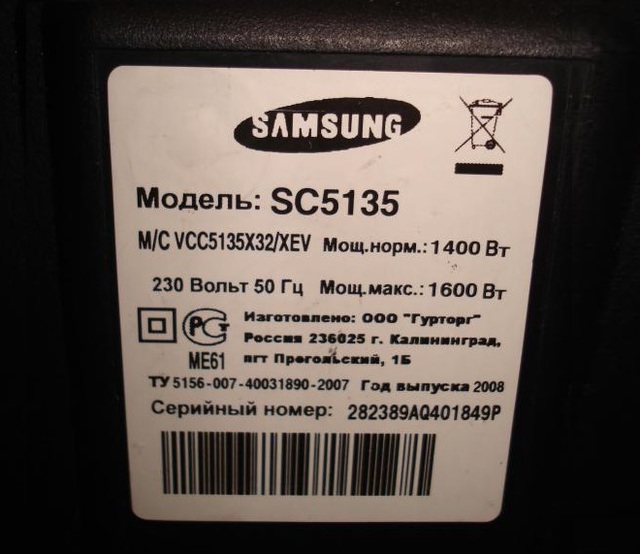 SAMSUNG
Модель: SC5135
M/C VCC5135X32/XEV Мощ.норм.: 1400 Вт
230 Вольт 50 Гц Мощ.макс.: 1600 Вт
Изготовлено: ООО "Гурторг"
Россия 236025 г. Калининград,
пгт Прегольский, 1Б
РСТ
ME61
ТУ 5156-007-40031890-2007 Год выпуска 2008
Серийный номер: 282389AQ401849P